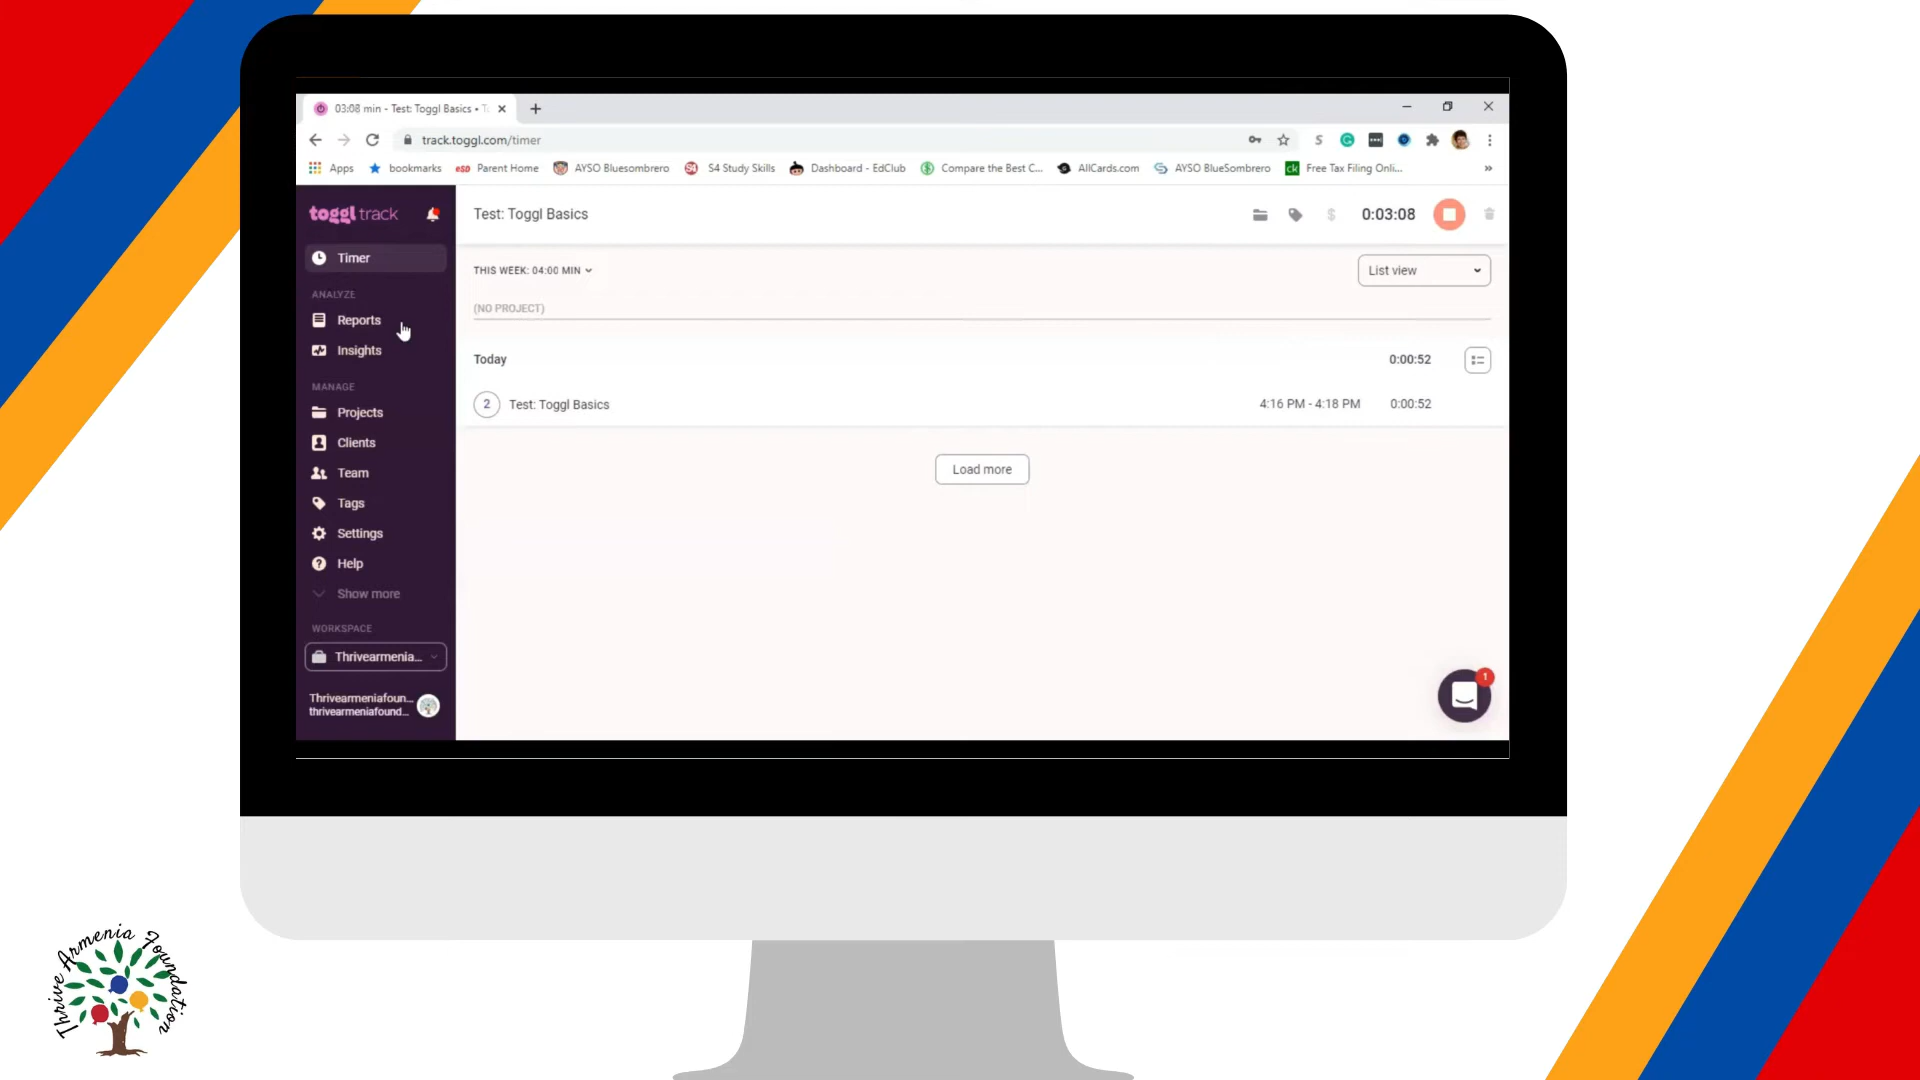 03:08 min - Test: Toggl Basics •
track.toggl.com/timer
Apps bookmarks eso Parent Home AYSO Bluesombrero S4 Study Skills Dashboard - EdClub Compare the Best C... AllCards.com AYSO BlueSombrero ck Free Tax Filing Onli... »
toggl track
Test: Toggl Basics $ 0:03:08
Timer
THIS WEEK: 04:00 MIN
List view
ANALYZE
(NO PROJECT)
Reports
Insights
Today 0:00:52
MANAGE
Projects
2 Test: Toggl Basics 4:16 PM - 4:18 PM 0:00:52
Clients
Team
Load more
Tags
Settings
Help
Show more
WORKSPACE
Thrivearmenia...
1
Thrivearmeniafoun...
thrivearmeniafound...
Thrive Armenia Foundation